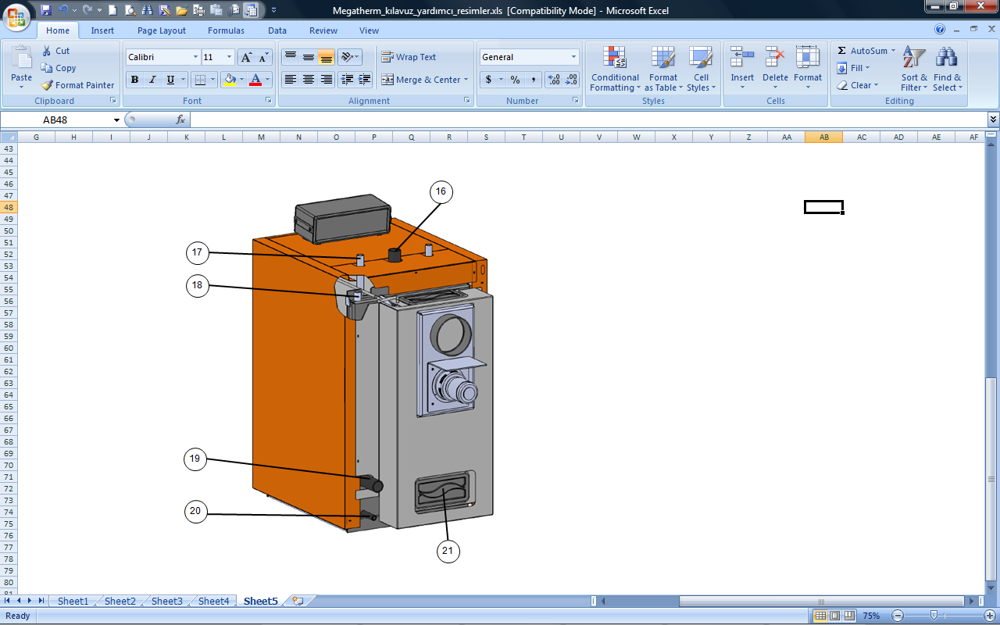 Megatherm_kılavuz_yardımcı_resimler.xls [Compatibility Mode] - Microsoft Excel
Home Insert Page Layout Formulas Data Review View
Paste
Cut
Copy
Format Painter
Clipboard
Calibri 11
B I U
Font
Wrap Text
Merge & Center
Alignment
General
$ % ,
Number
Conditional Formatting
Format as Table
Cell Styles
Styles
Insert Delete Format
Cells
Σ AutoSum
Fill
Clear
Sort & Filter
Find & Select
Editing
AB48 fx
G H I J K L M N O P Q R S T U V W X Y Z AA AB AC AD AE AF
43
44
45
46
47
48
49
50
51
52
53
54
55
56
57
58
59
60
61
62
63
64
65
66
67
68
69
70
71
72
73
74
75
76
77
78
79
80
81
16
17
18
19
20
21
Sheet1 Sheet2 Sheet3 Sheet4 Sheet5
Ready 75%